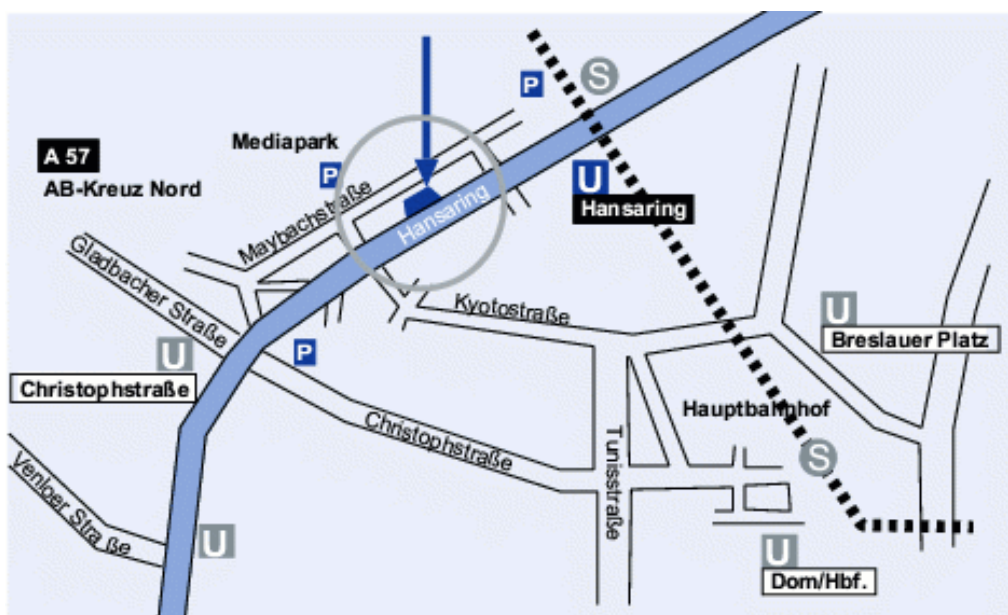 S
P
Mediapark
A 57
P
AB-Kreuz Nord
U
Hansaring
Maybachstraße
Hansaring
Gladbacher Straße
Kyotostraße
U
Breslauer Platz
U
P
Christophstraße
Hauptbahnhof
Christophstraße
Tunisstraße
S
Venloer Straße
U
U
Dom/Hbf.